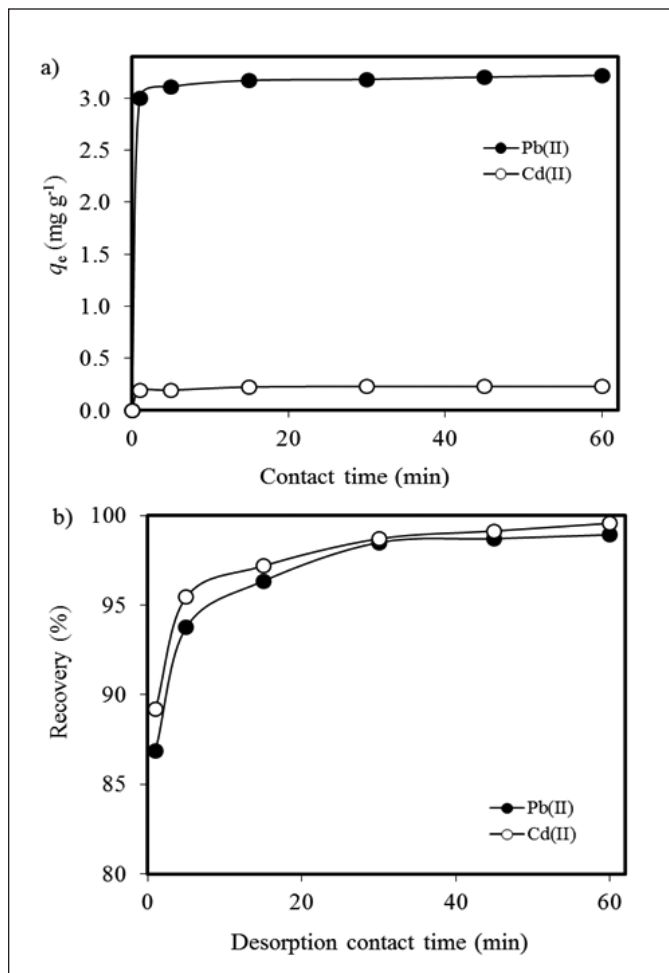 a)
3.0
2.5
2.0
1.5
1.0
0.5
0.0
qe (mg g-1)
Pb(II)
Cd(II)
0
20
40
60
Contact time (min)
b)
100
95
90
85
80
Recovery (%)
Pb(II)
Cd(II)
0
20
40
60
Desorption contact time (min)